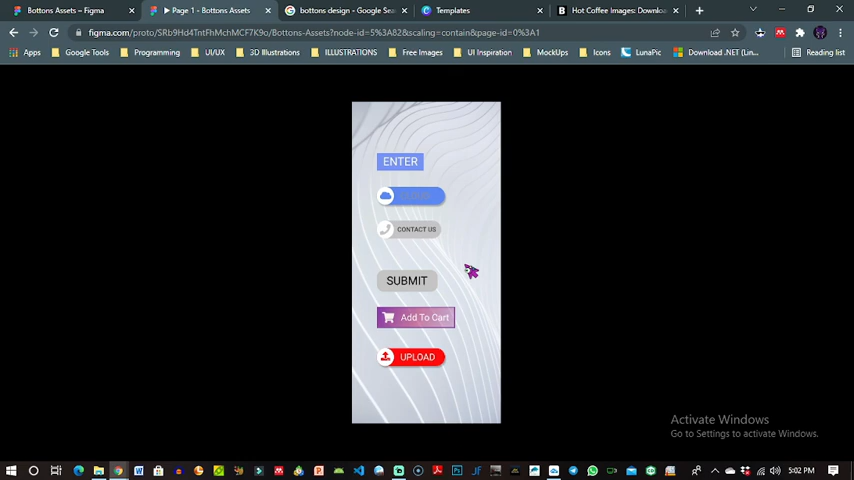 Bottons Assets – Figma
Page 1 - Bottons Assets
bottons design - Google Sea
Templates
Hot Coffee Images: Downloa
figma.com/proto/SRb9Hd4TntFhMchMCF7K9o/Bottons-Assets?node-id=5%3A82&scaling=contain&page-id=0%3A1
Apps
Google Tools
Programming
UI/UX
3D Illustrations
ILLUSTRATIONS
Free Images
UI Inspiration
MockUps
Icons
LunaPic
Download .NET (Lin...
Reading list
ENTER
CONTACT US
SUBMIT
Add To Cart
UPLOAD
Activate Windows
Go to Settings to activate Windows.
5:02 PM